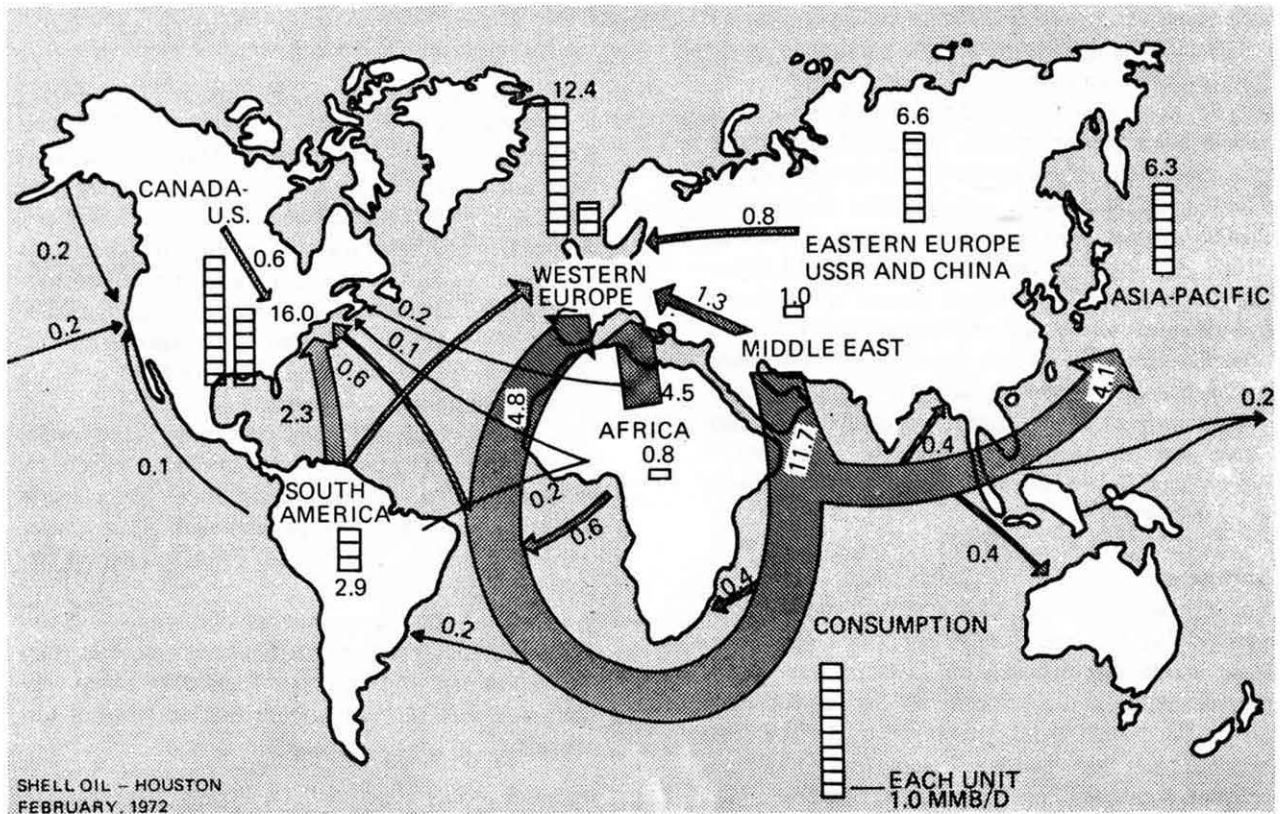 12.4
6.6
6.3
CANADA-
U.S.
0.2
0.6
16.0
0.2
0.8
EASTERN EUROPE
USSR AND CHINA
WESTERN
EUROPE
1.3
1.0
ASIA-PACIFIC
0.2
0.1
MIDDLE EAST
0.6
2.3
4.8
4.5
4.1
0.2
AFRICA
0.8
11.7
0.4
0.1
SOUTH
AMERICA
0.2
0.6
2.9
0.4
0.4
0.2
CONSUMPTION
EACH UNIT
1.0 MMB/D
SHELL OIL – HOUSTON
FEBRUARY, 1972